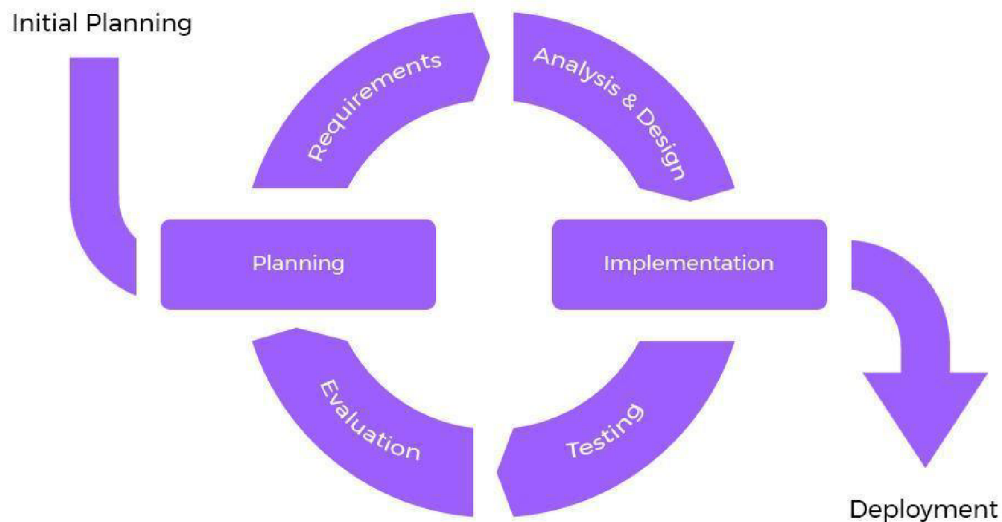 Initial Planning
Requirements
Analysis & Design
Planning
Implementation
Evaluation
Testing
Deployment